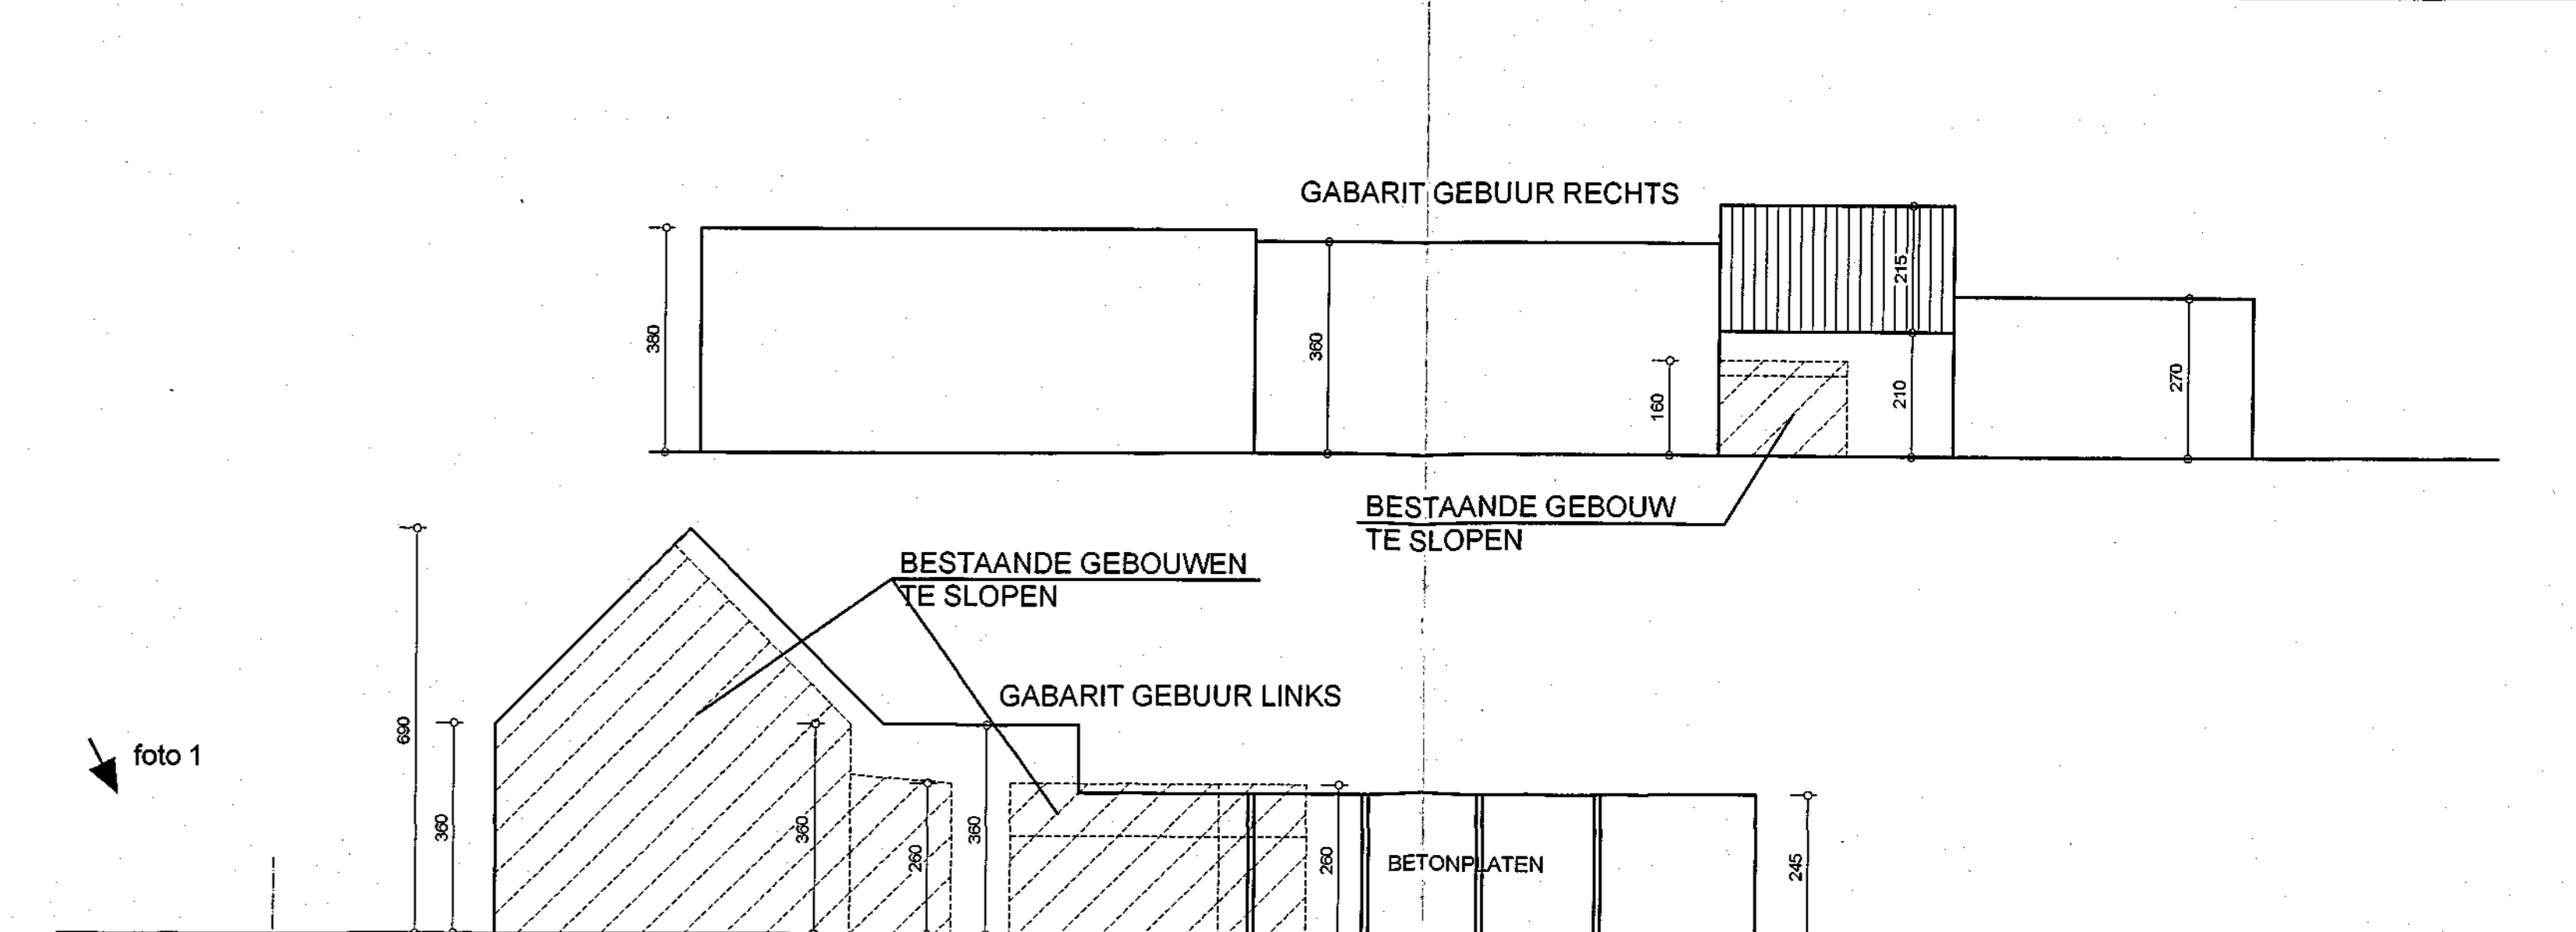 GABARIT GEBUUR RECHTS
380
360
160
215
210
270
BESTAANDE GEBOUW
TE SLOPEN
BESTAANDE GEBOUWEN
TE SLOPEN
GABARIT GEBUUR LINKS
foto 1
690
360
360
260
360
260
BETONPLATEN
245